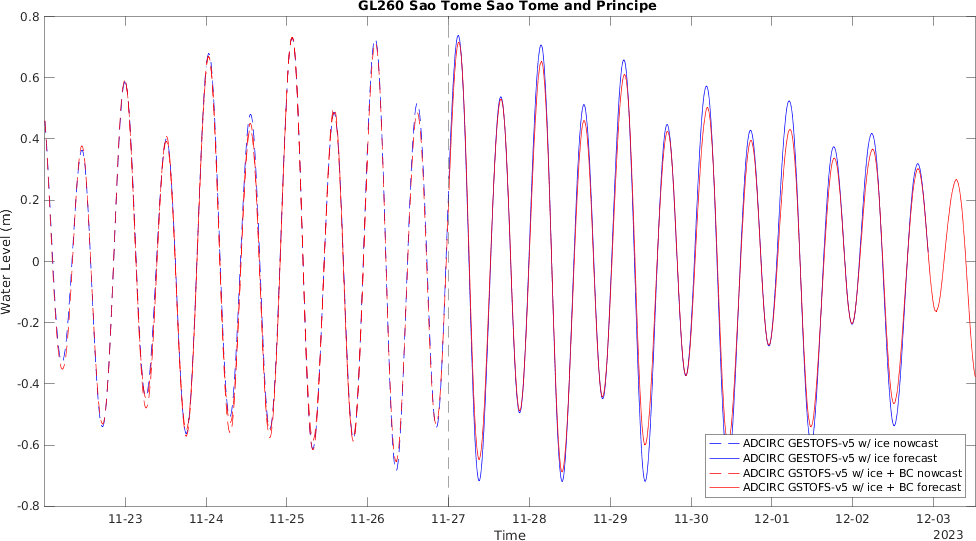 GL260 Sao Tome Sao Tome and Principe
0.8
0.6
0.4
0.2
0
-0.2
-0.4
-0.6
-0.8
Water Level (m)
ADCIRC GESTOFS-v5 w/ ice nowcast
ADCIRC GESTOFS-v5 w/ ice forecast
ADCIRC GSTOFS-v5 w/ ice + BC nowcast
ADCIRC GSTOFS-v5 w/ ice + BC forecast
11-23 11-24 11-25 11-26 11-27 11-28 11-29 11-30 12-01 12-02 12-03
Time
2023